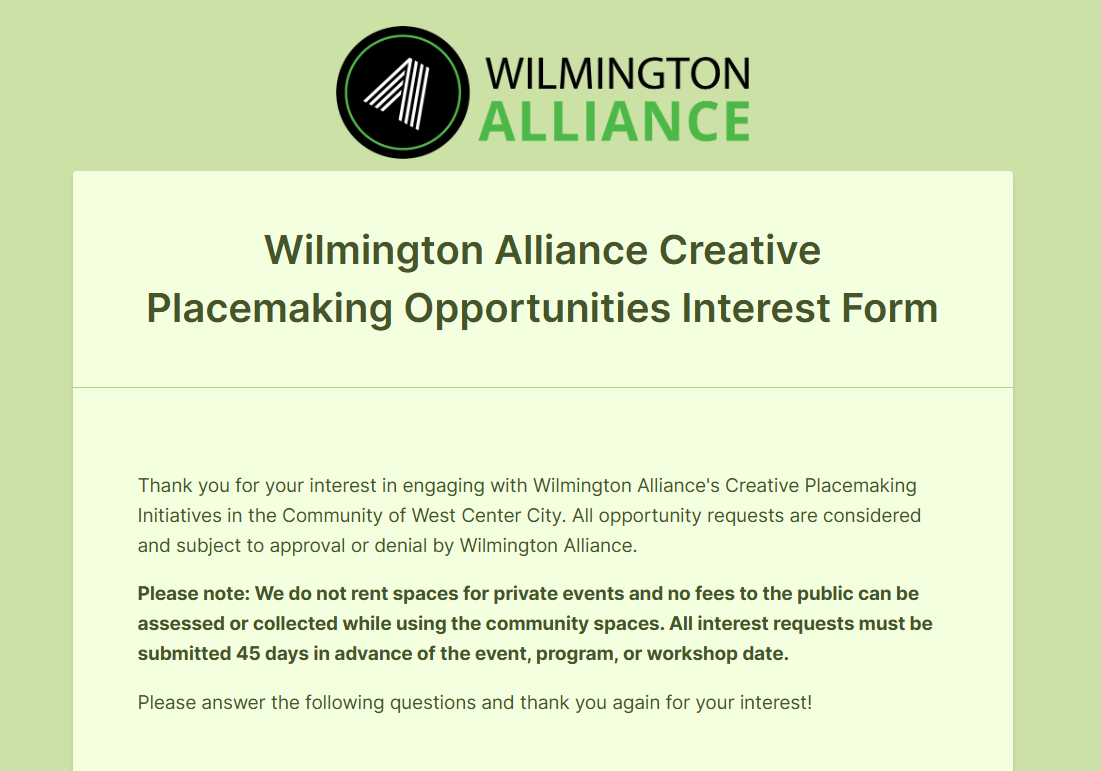 WILMINGTON
ALLIANCE
Wilmington Alliance Creative
Placemaking Opportunities Interest Form
Thank you for your interest in engaging with Wilmington Alliance's Creative Placemaking
Initiatives in the Community of West Center City. All opportunity requests are considered
and subject to approval or denial by Wilmington Alliance.
Please note: We do not rent spaces for private events and no fees to the public can be
assessed or collected while using the community spaces. All interest requests must be
submitted 45 days in advance of the event, program, or workshop date.
Please answer the following questions and thank you again for your interest!